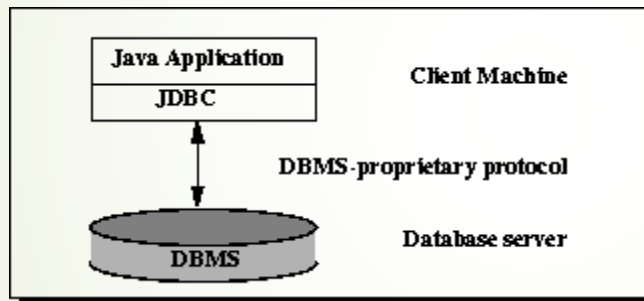 Java Application
Client Machine
JDBC
DBMS-proprietary protocol
Database server
DBMS